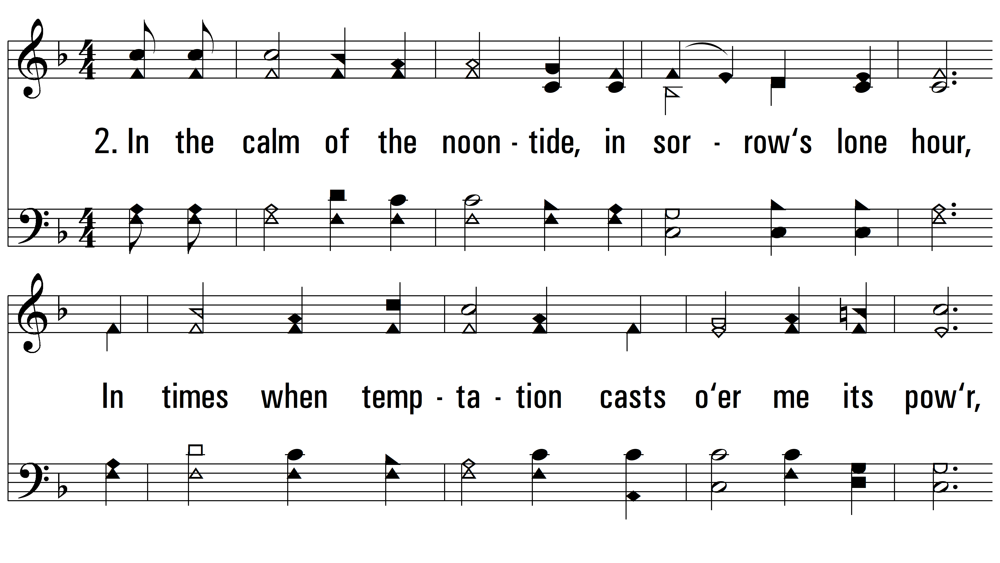 2. In the calm of the noon - tide, in sor - row‘s lone hour,
In times when temp - ta - tion casts o‘er me its pow‘r,